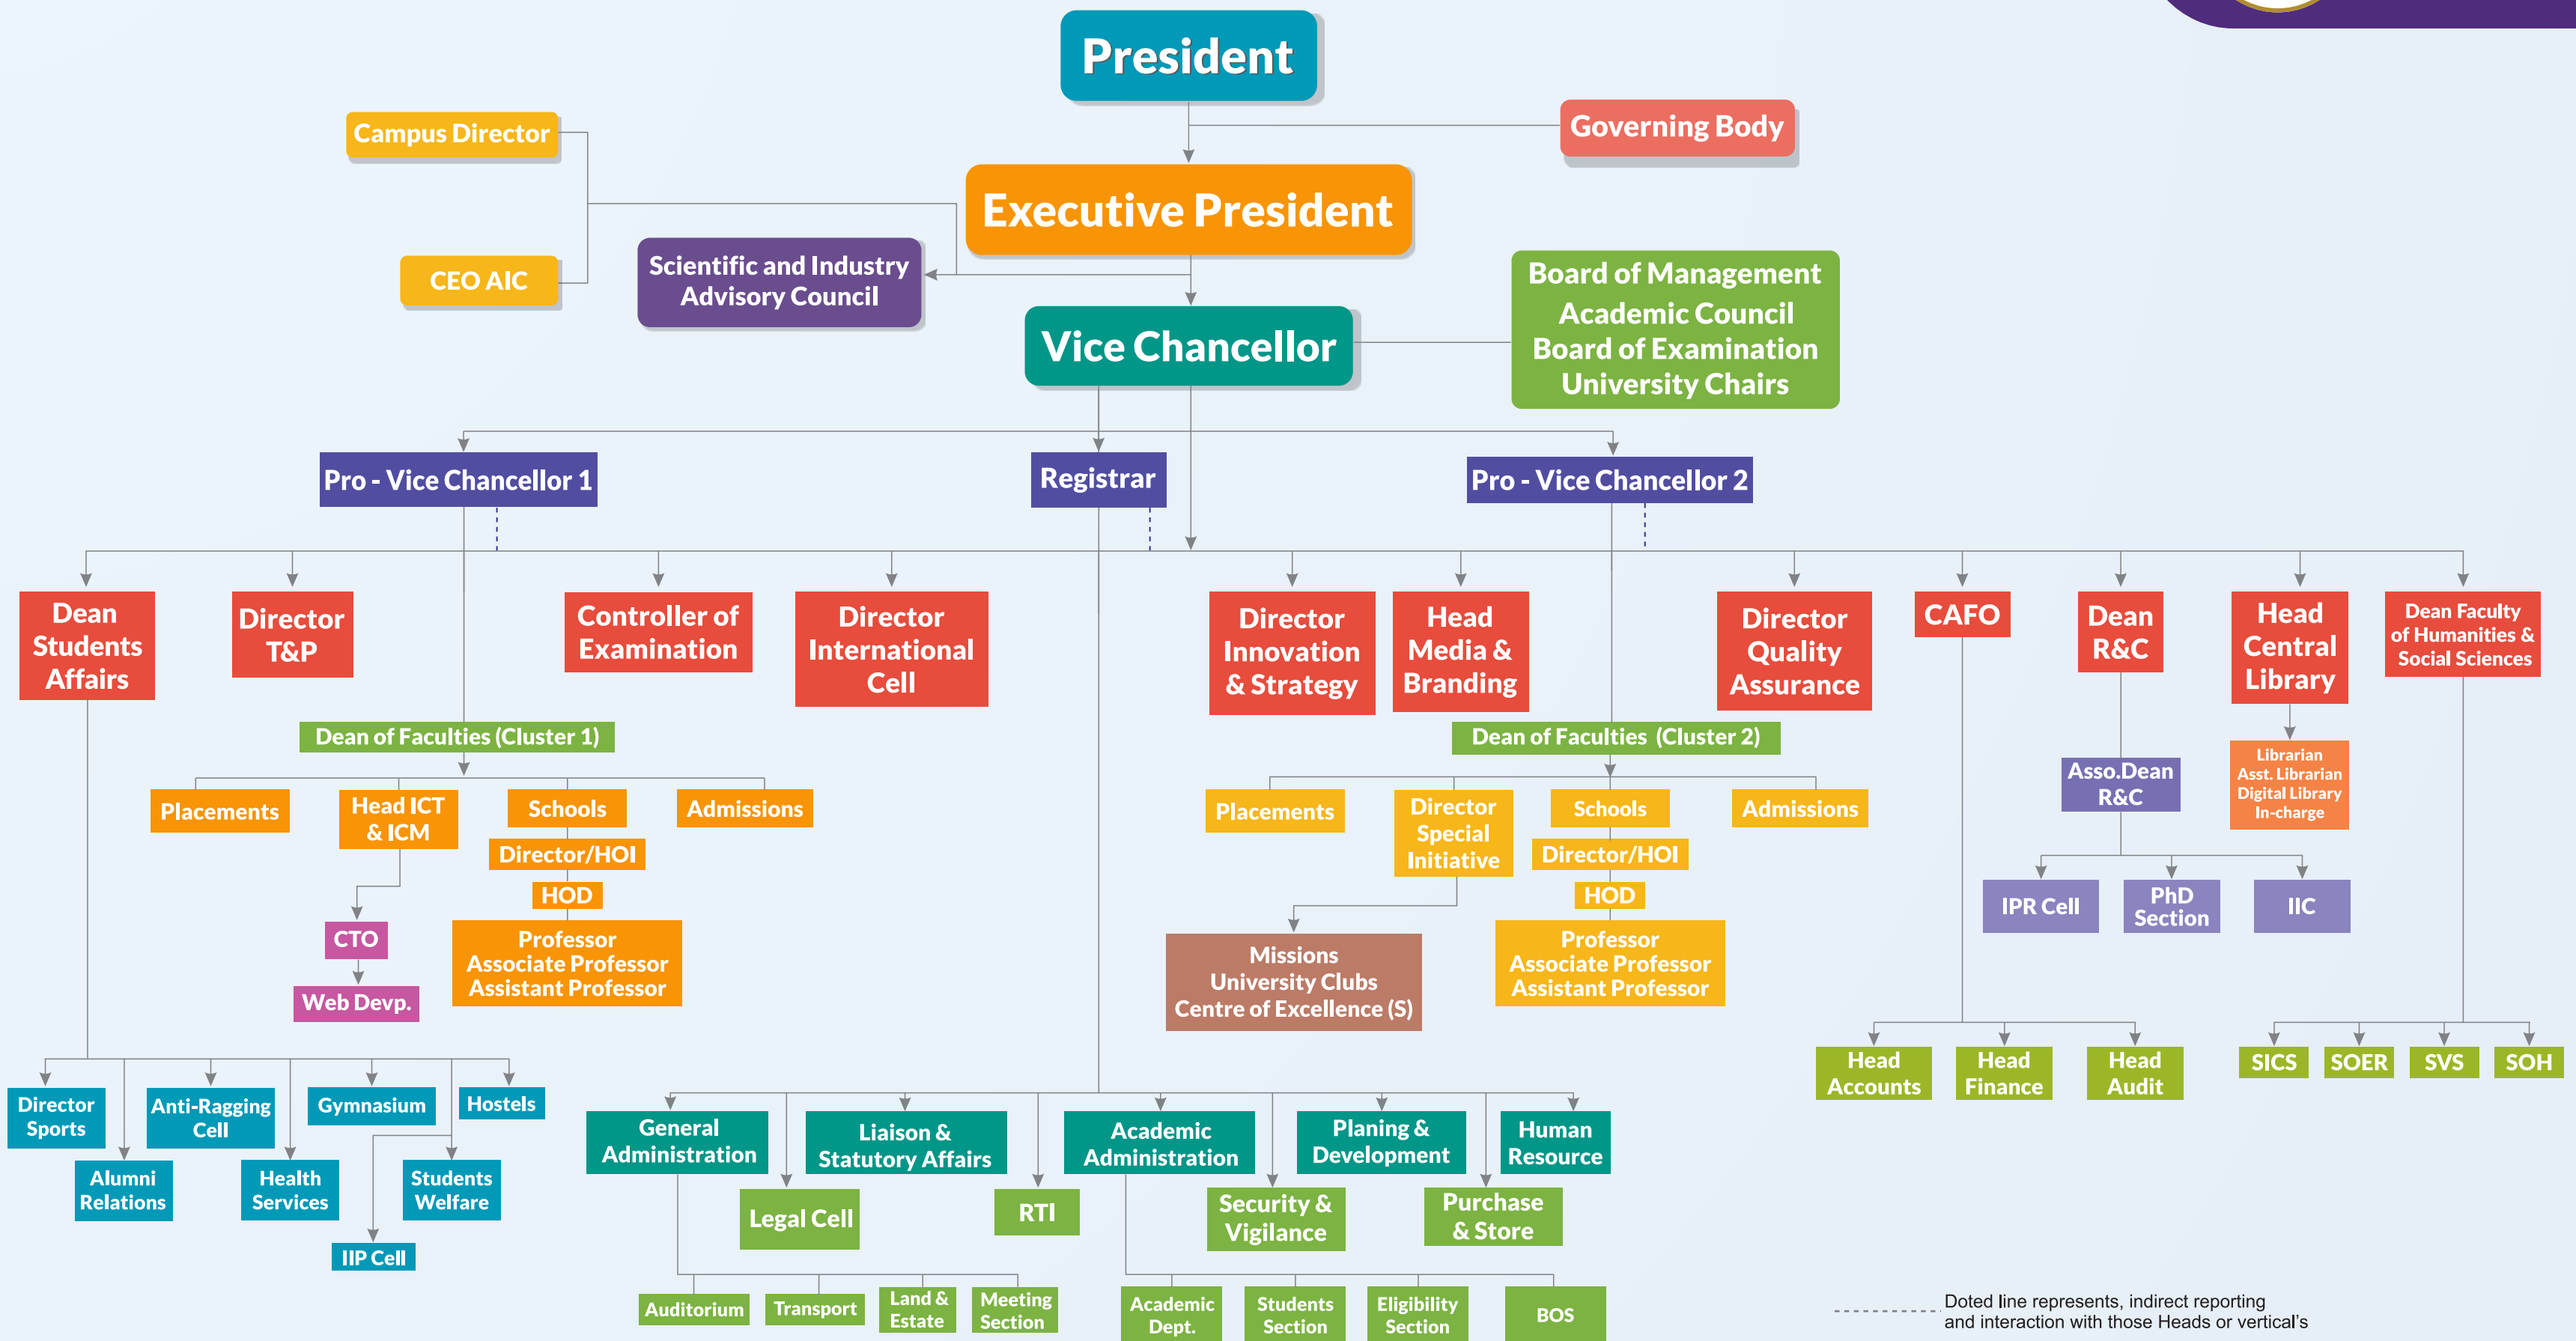 President
Governing Body
Campus Director
Executive President
Scientific and Industry
Advisory Council
CEO AIC
Board of Management
Academic Council
Board of Examination
University Chairs
Vice Chancellor
Pro - Vice Chancellor 1
Registrar
Pro - Vice Chancellor 2
Dean
Students
Affairs
Director
T&P
Controller of
Examination
Director
International
Cell
Director
Innovation
& Strategy
Head
Media &
Branding
Director
Quality
Assurance
CAFO
Dean
R&C
Head
Central
Library
Dean Faculty
of Humanities &
Social Sciences
Dean of Faculties (Cluster 1)
Dean of Faculties (Cluster 2)
Placements
Head ICT
& ICM
Schools
Admissions
Director/HOI
HOD
Professor
Associate Professor
Assistant Professor
CTO
Web Devp.
Placements
Director
Special
Initiative
Schools
Admissions
Director/HOI
HOD
Professor
Associate Professor
Assistant Professor
Missions
University Clubs
Centre of Excellence (S)
Asso.Dean
R&C
Librarian
Asst. Librarian
Digital Library
In-charge
IPR Cell
PhD
Section
IIC
Head
Accounts
Head
Finance
Head
Audit
SICS
SOER
SVS
SOH
Director
Sports
Anti-Ragging
Cell
Gymnasium
Hostels
Alumni
Relations
Health
Services
Students
Welfare
IIP Cell
General
Administration
Liaison &
Statutory Affairs
Academic
Administration
Planing &
Development
Human
Resource
Legal Cell
RTI
Security &
Vigilance
Purchase
& Store
Auditorium
Transport
Land &
Estate
Meeting
Section
Academic
Dept.
Students
Section
Eligibility
Section
BOS
Doted line represents, indirect reporting
and interaction with those Heads or vertical's